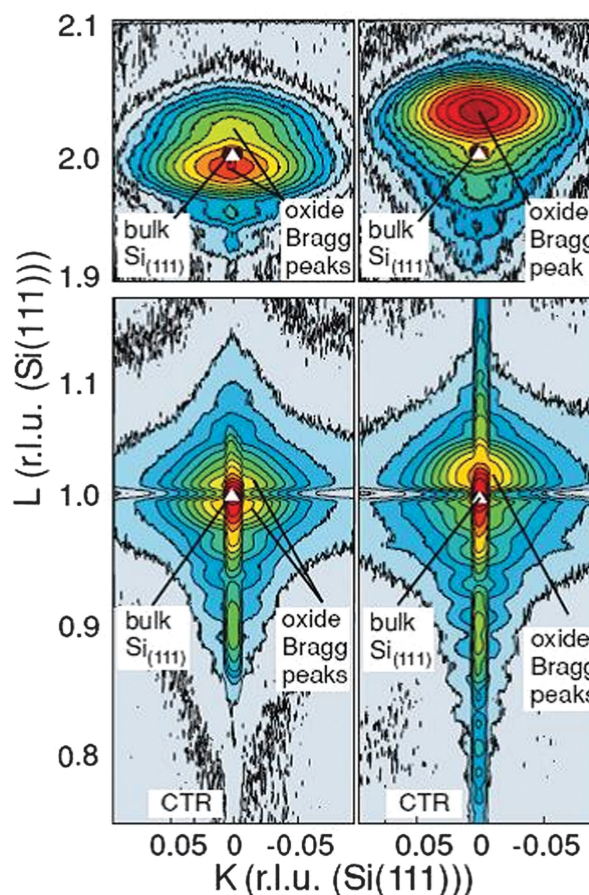 2.1
2.0
1.9
bulk
Si(111)
oxide
Bragg
peaks
bulk
Si(111)
oxide
Bragg
peak
L (r.l.u. (Si(111)))
1.1
1.0
0.9
0.8
bulk
Si(111)
oxide
Bragg
peaks
CTR
bulk
Si(111)
oxide
Bragg
peaks
CTR
0.05 0 -0.05
0.05 0 -0.05
K (r.l.u. (Si(111)))